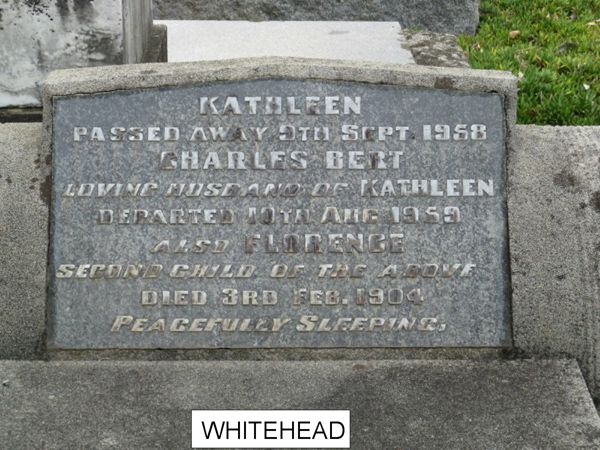 KATHLEEN
PASSED AWAY 9TH SEPT. 1958
CHARLES BERT
LOVING HUSBAND OF KATHLEEN
DEPARTED 10TH AUG 1959
ALSO FLORENCE
SECOND CHILD OF THE ABOVE
DIED 3RD FEB. 1904
PEACEFULLY SLEEPING.
WHITEHEAD